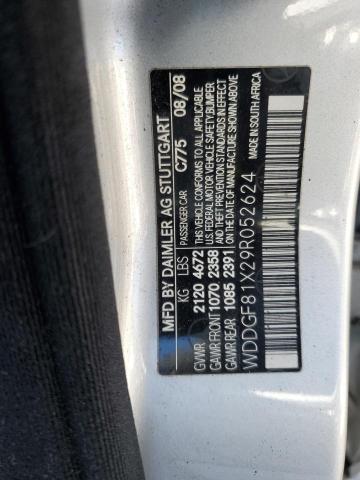 MFD BY DAIMLER AG STUTTGART
PASSENGER CAR C775 08/08
KG LBS
GVWR 2120 4672 THIS VEHICLE CONFORMS TO ALL APPLICABLE
GAWR FRONT 1070 2358 U.S. FEDERAL MOTOR VEHICLE SAFETY, BUMPER
GAWR REAR 1085 2391 AND THEFT PREVENTION STANDARDS IN EFFECT
ON THE DATE OF MANUFACTURE SHOWN ABOVE
WDDGF81X29R052624
MADE IN SOUTH AFRICA